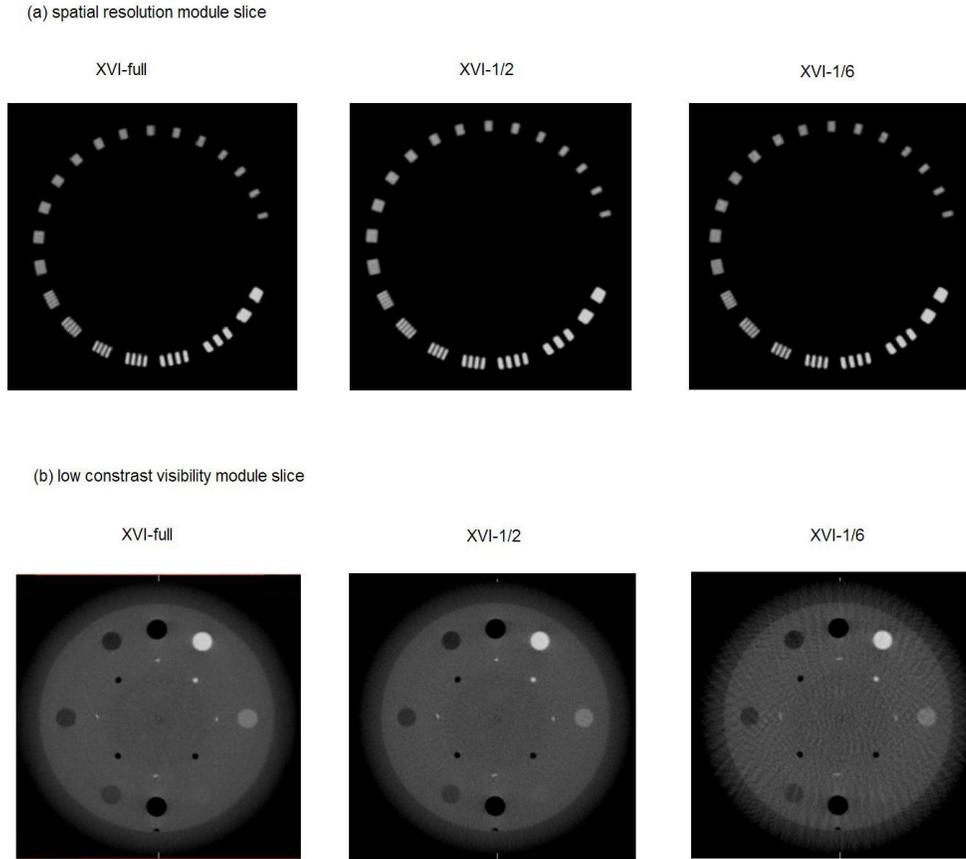 (a) spatial resolution module slice
XVI-full
XVI-1/2
XVI-1/6
(b) low constrast visibility module slice
XVI-full
XVI-1/2
XVI-1/6